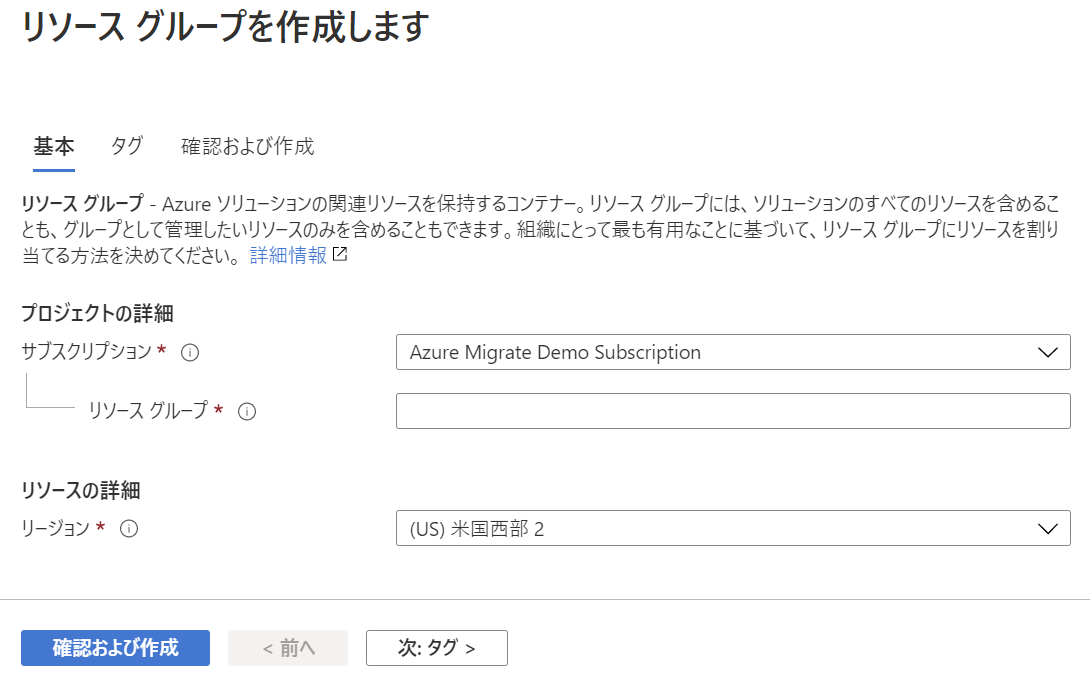 リソース グループを作成します
基本 タグ 確認および作成
リソース グループ - Azure ソリューションの関連リソースを保持するコンテナー。リソース グループには、ソリューションのすべてのリソースを含めるこ
とも、グループとして管理したいリソースのみを含めることもできます。組織にとって最も有用なことに基づいて、リソース グループにリソースを割り
当てる方法を決めてください。 詳細情報
プロジェクトの詳細
サブスクリプション * Azure Migrate Demo Subscription
リソース グループ *
リソースの詳細
リージョン * (US) 米国西部 2
確認および作成 < 前へ 次: タグ >